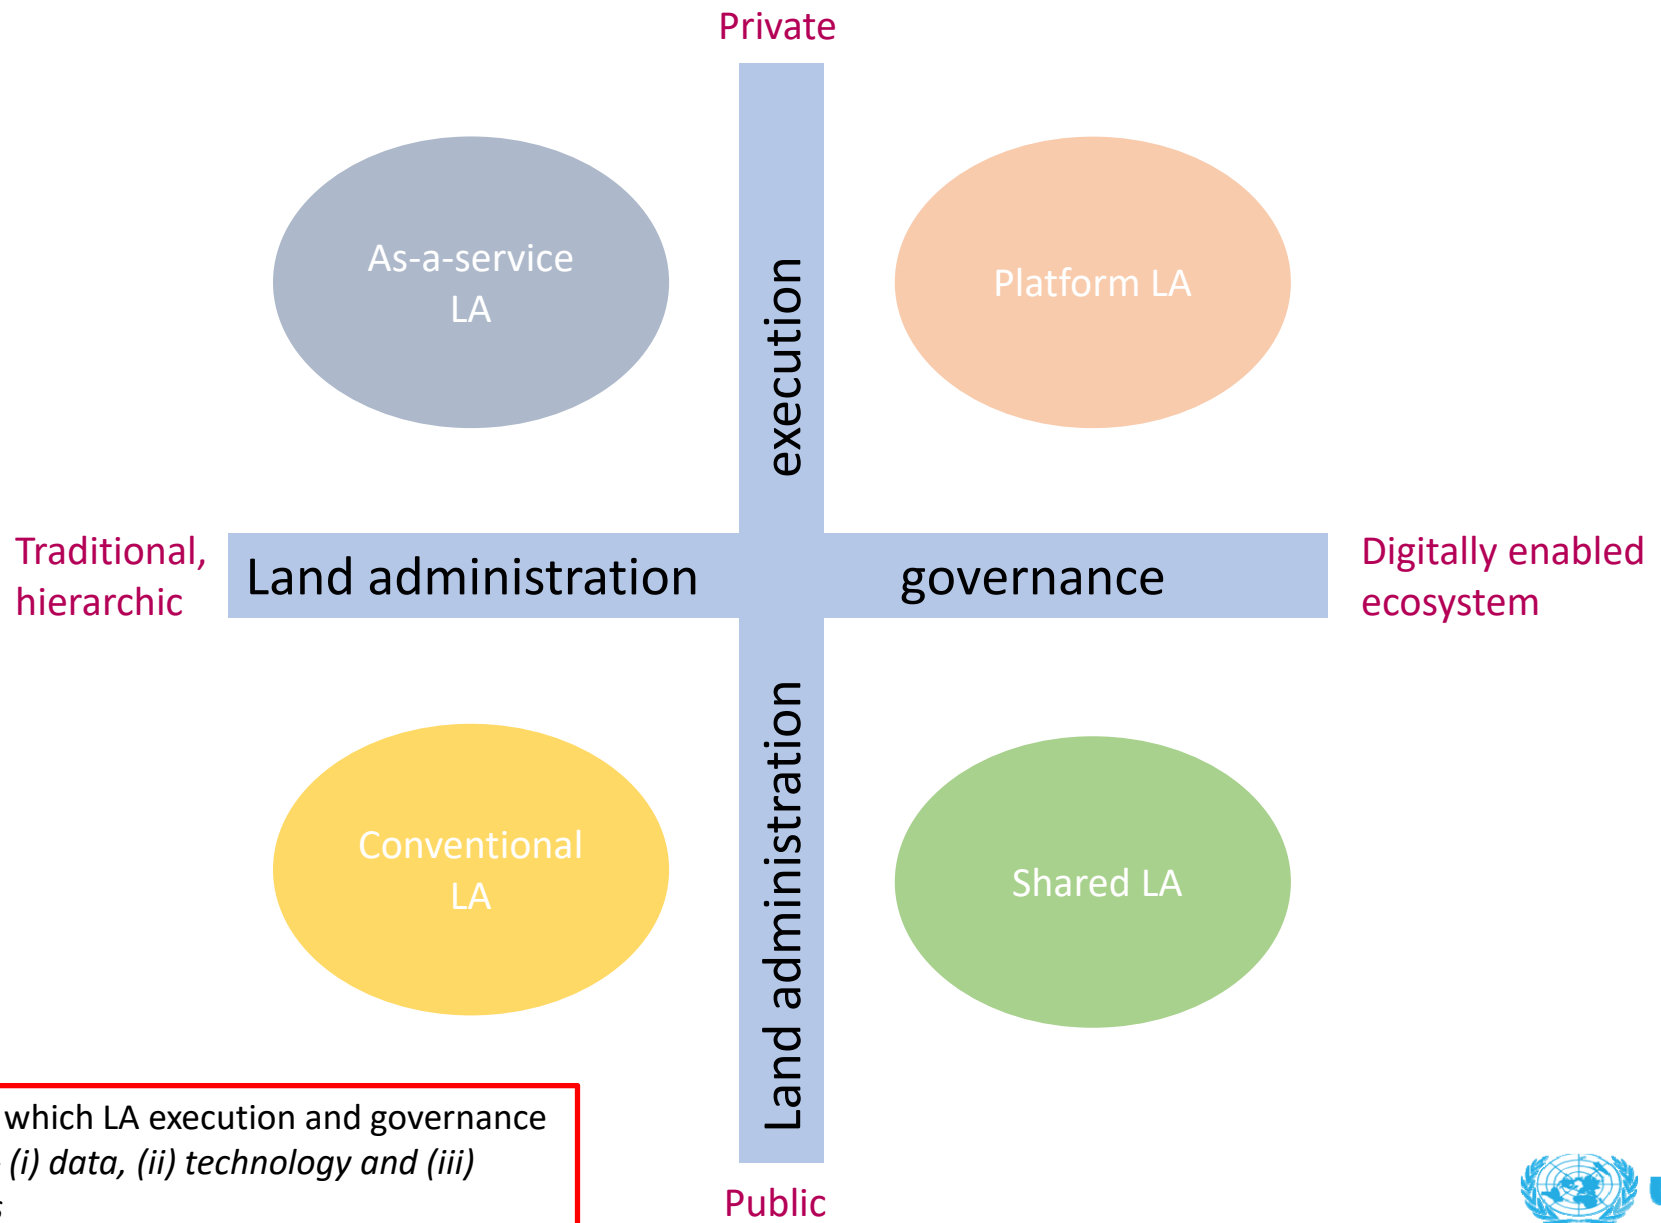 Private
As-a-service
LA
Platform LA
execution
Traditional,
hierarchic
Land administration governance
Digitally enabled
ecosystem
Land administration
Conventional
LA
Shared LA
which LA execution and governance
(i) data, (ii) technology and (iii)
Public